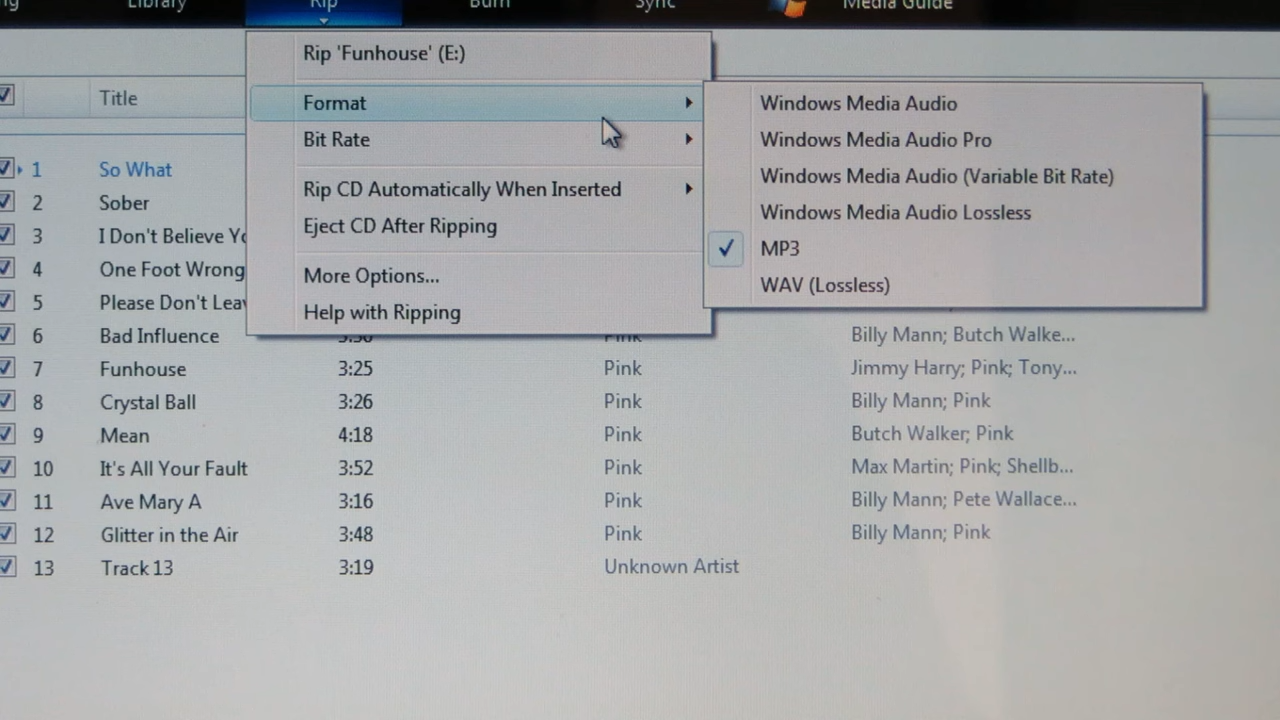 Library Rip Burn Sync Media Guide
Rip 'Funhouse' (E:)
Format
Bit Rate
Rip CD Automatically When Inserted
Eject CD After Ripping
More Options...
Help with Ripping
Windows Media Audio
Windows Media Audio Pro
Windows Media Audio (Variable Bit Rate)
Windows Media Audio Lossless
MP3
WAV (Lossless)
Title
1 So What
2 Sober
3 I Don't Believe
4 One Foot Wrong
5 Please Don't
6 Bad Influence Pink Billy Mann; Butch Walke...
7 Funhouse 3:25 Pink Jimmy Harry; Pink; Tony...
8 Crystal Ball 3:26 Pink Billy Mann; Pink
9 Mean 4:18 Pink Butch Walker; Pink
10 It's All Your Fault 3:52 Pink Max Martin; Pink; Shellb...
11 Ave Mary A 3:16 Pink Billy Mann; Pete Wallace...
12 Glitter in the Air 3:48 Pink Billy Mann; Pink
13 Track 13 3:19 Unknown Artist